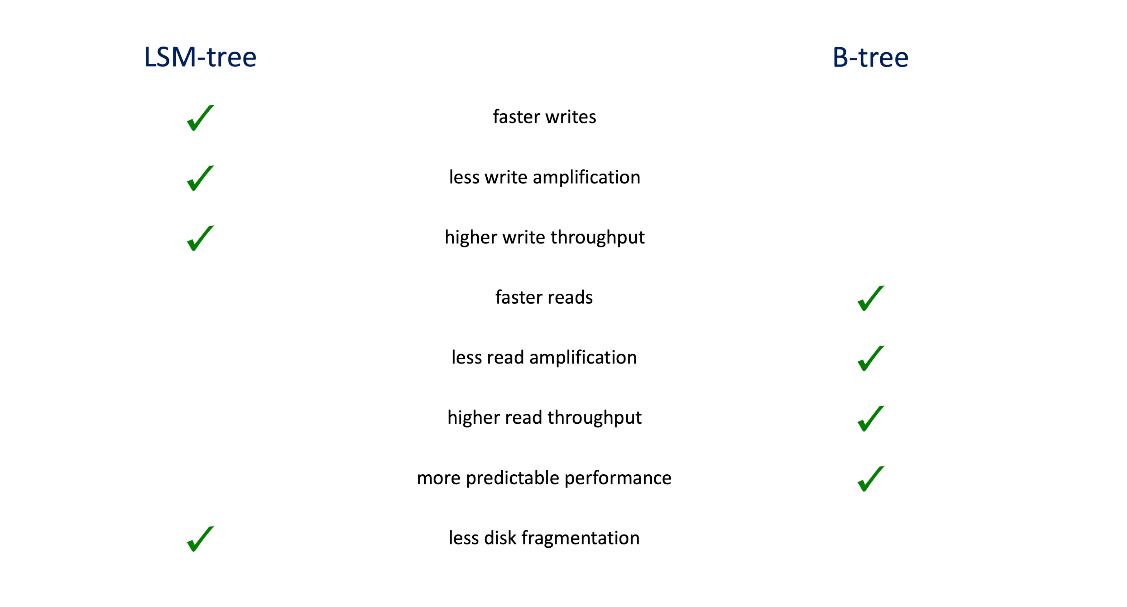 LSM-tree
B-tree
✓ faster writes
✓ less write amplification
✓ higher write throughput
faster reads ✓
less read amplification ✓
higher read throughput ✓
more predictable performance ✓
✓ less disk fragmentation